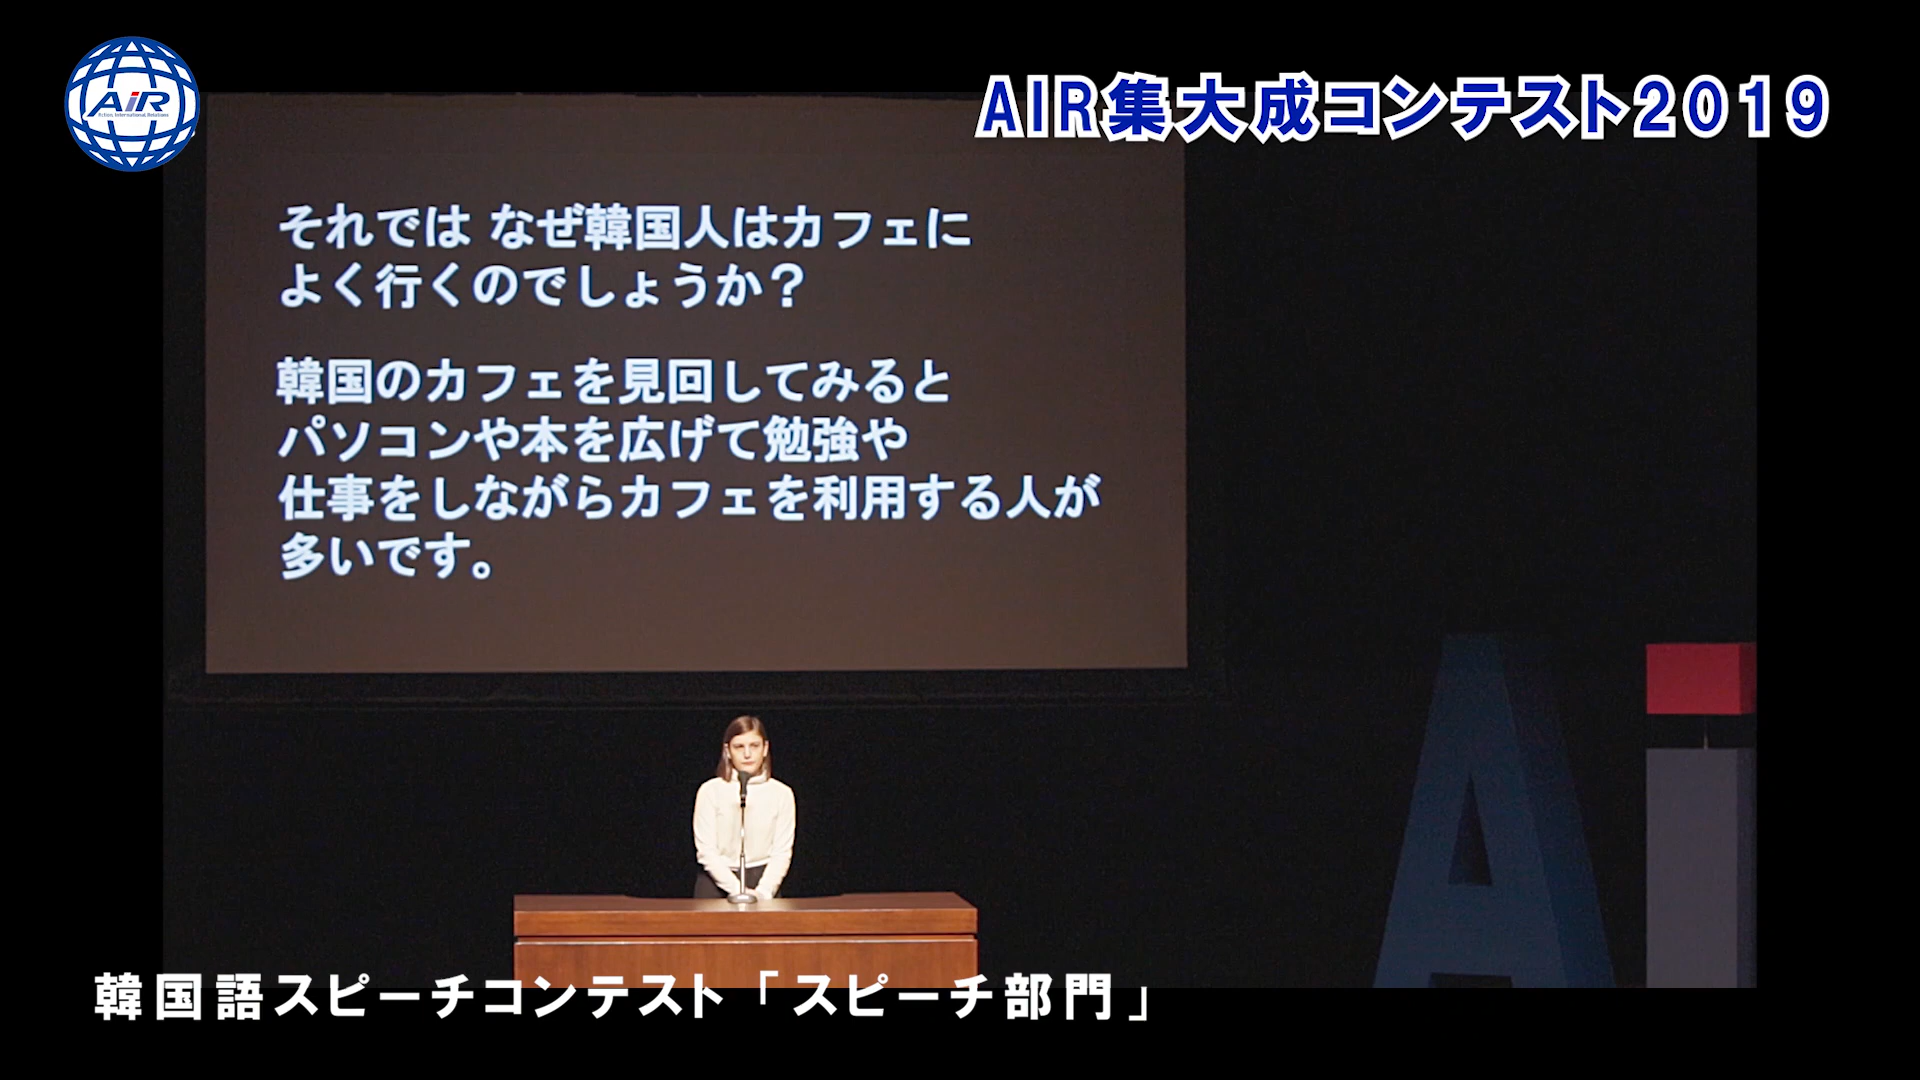 AIR
Action, International, Relations
AIR集大成コンテスト2019
それでは なぜ韓国人はカフェに
よく行くのでしょうか？
韓国のカフェを見回してみると
パソコンや本を広げて勉強や
仕事をしながらカフェを利用する人が
多いです。
Ai
韓国語スピーチコンテスト「スピーチ部門」